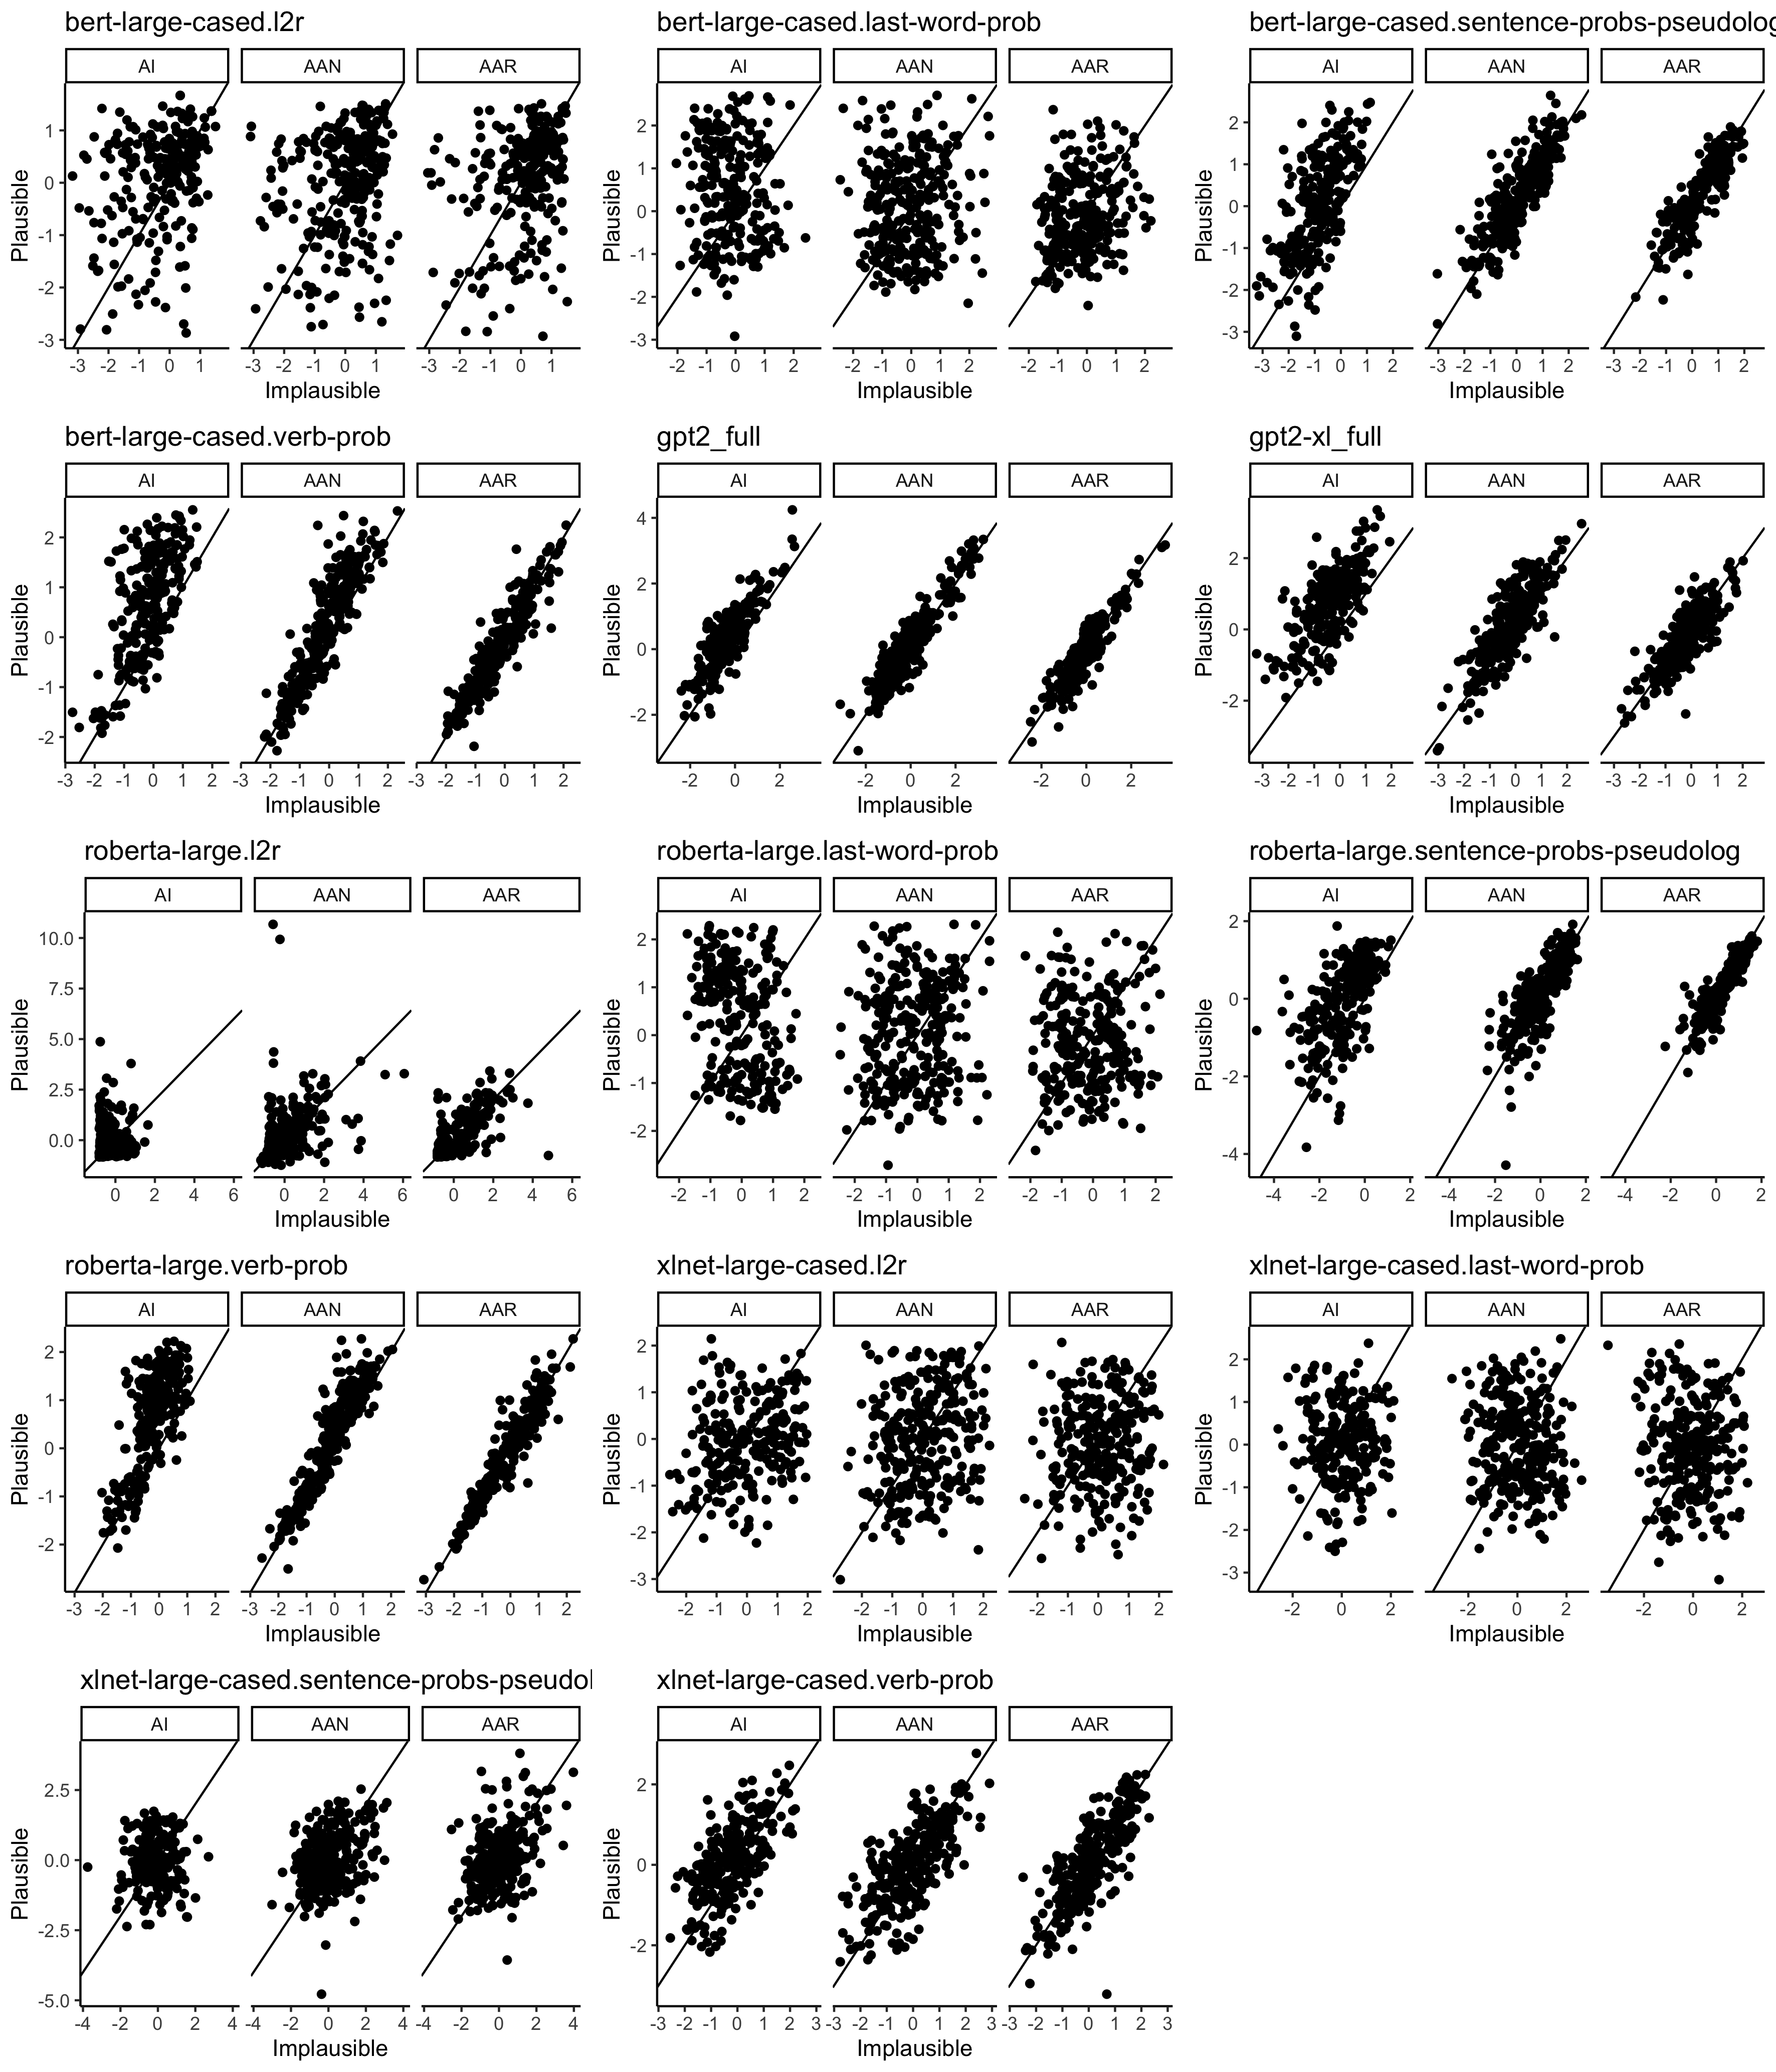 bert-large-cased.l2r
AI AAN AAR
Plausible
1
0
-1
-2
-3
-3 -2 -1 0 1 -3 -2 -1 0 1 -3 -2 -1 0 1
Implausible
bert-large-cased.last-word-prob
AI AAN AAR
Plausible
2
1
0
-1
-2
-3
-2 -1 0 1 2 -2 -1 0 1 2 -2 -1 0 1 2
Implausible
bert-large-cased.sentence-probs-pseudolog
AI AAN AAR
Plausible
2
1
0
-1
-2
-3
-3 -2 -1 0 1 2 -3 -2 -1 0 1 2 -3 -2 -1 0 1 2
Implausible
bert-large-cased.verb-prob
AI AAN AAR
Plausible
2
1
0
-1
-2
-3 -2 -1 0 1 2 -3 -2 -1 0 1 2 -3 -2 -1 0 1 2
Implausible
gpt2_full
AI AAN AAR
Plausible
4
2
0
-2
-2 0 2 -2 0 2 -2 0 2
Implausible
gpt2-xl_full
AI AAN AAR
Plausible
2
0
-2
-3 -2 -1 0 1 2 -3 -2 -1 0 1 2 -3 -2 -1 0 1 2
Implausible
roberta-large.l2r
AI AAN AAR
Plausible
10.0
7.5
5.0
2.5
0.0
0 2 4 6 0 2 4 6 0 2 4 6
Implausible
roberta-large.last-word-prob
AI AAN AAR
Plausible
2
1
0
-1
-2
-2 -1 0 1 2 -2 -1 0 1 2 -2 -1 0 1 2
Implausible
roberta-large.sentence-probs-pseudolog
AI AAN AAR
Plausible
2
0
-2
-4
-4 -2 0 2 -4 -2 0 2 -4 -2 0 2
Implausible
roberta-large.verb-prob
AI AAN AAR
Plausible
2
1
0
-1
-2
-3 -2 -1 0 1 2 -3 -2 -1 0 1 2 -3 -2 -1 0 1 2
Implausible
xlnet-large-cased.l2r
AI AAN AAR
Plausible
2
1
0
-1
-2
-3
-2 -1 0 1 2 -2 -1 0 1 2 -2 -1 0 1 2
Implausible
xlnet-large-cased.last-word-prob
AI AAN AAR
Plausible
2
1
0
-1
-2
-3
-2 0 2 -2 0 2 -2 0 2
Implausible
xlnet-large-cased.sentence-probs-pseudol
AI AAN AAR
Plausible
2.5
0.0
-2.5
-5.0
-4 -2 0 2 4 -4 -2 0 2 4 -4 -2 0 2 4
Implausible
xlnet-large-cased.verb-prob
AI AAN AAR
Plausible
2
0
-2
-3 -2 -1 0 1 2 3 -3 -2 -1 0 1 2 3 -3 -2 -1 0 1 2 3
Implausible